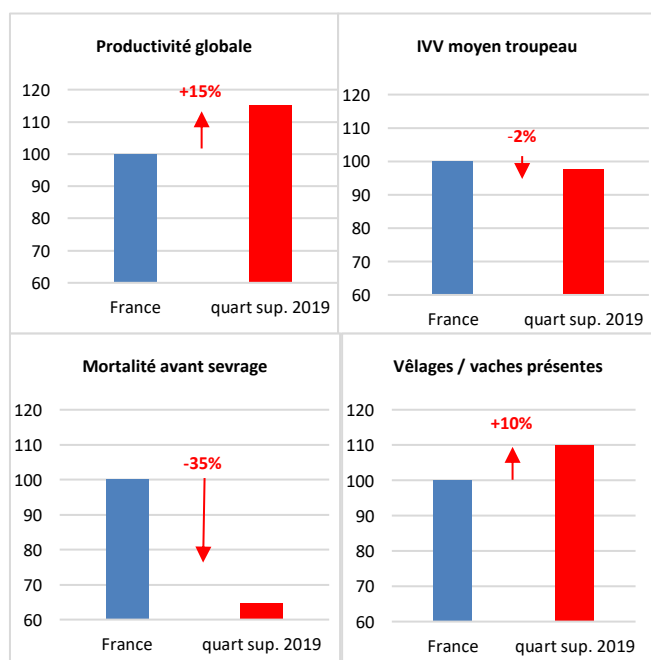 Productivité globale
+15%
120
110
100
90
80
70
60
France
quart sup. 2019
IVV moyen troupeau
-2%
120
110
100
90
80
70
60
France
quart sup. 2019
Mortalité avant sevrage
-35%
120
110
100
90
80
70
60
France
quart sup. 2019
Vêlages / vaches présentes
+10%
120
110
100
90
80
70
60
France
quart sup. 2019